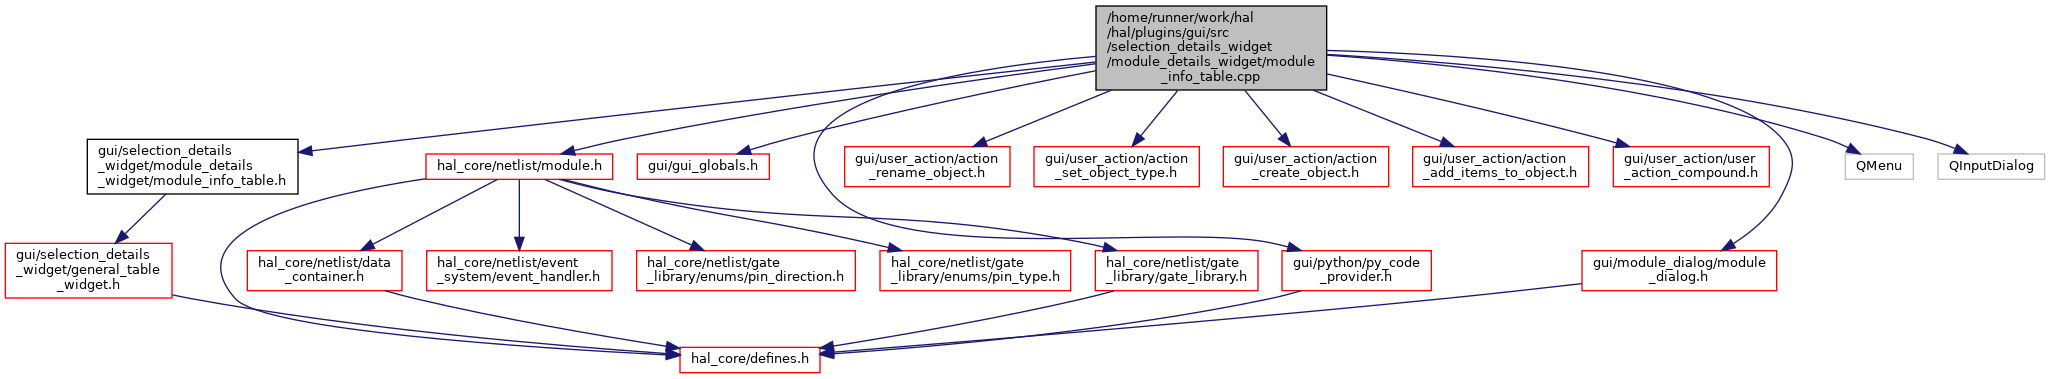 /home/runner/work/hal
/hal/plugins/gui/src
/selection_details_widget
/module_details_widget/module
_info_table.cpp
gui/selection_details
_widget/module_details
_widget/module_info_table.h
hal_core/netlist/module.h
gui/gui_globals.h
gui/user_action/action
_rename_object.h
gui/user_action/action
_set_object_type.h
gui/user_action/action
_create_object.h
gui/user_action/action
_add_items_to_object.h
gui/user_action/user
_action_compound.h
QMenu
QInputDialog
gui/selection_details
_widget/general_table
_widget.h
hal_core/netlist/data
_container.h
hal_core/netlist/event
_system/event_handler.h
hal_core/netlist/gate
_library/enums/pin_direction.h
hal_core/netlist/gate
_library/enums/pin_type.h
hal_core/netlist/gate
_library/gate_library.h
gui/python/py_code
_provider.h
gui/module_dialog/module
_dialog.h
hal_core/defines.h